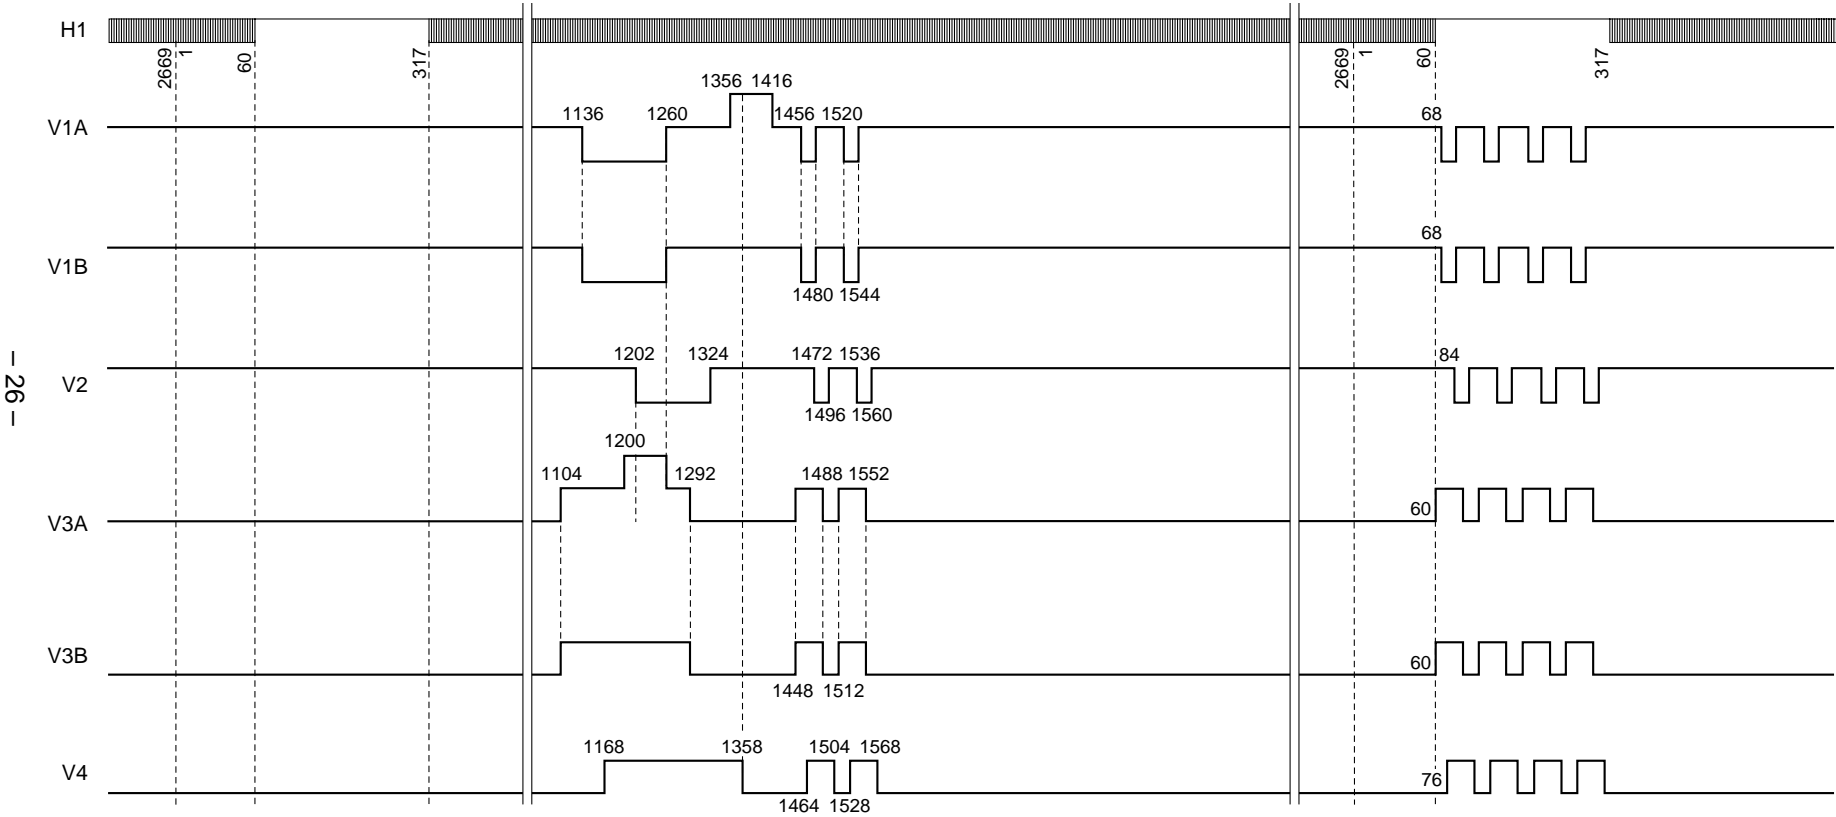 H1
2669 1 60 317 2669 1 60 317
1356 1416
V1A 1136 1260 1456 1520 68
V1B 68
1480 1544
V2 1202 1324 1472 1536 84
1496 1560
1200
V3A 1104 1292 1488 1552 60
V3B 60
1448 1512
V4 1168 1358 1504 1568 76
1464 1528
– 26 –